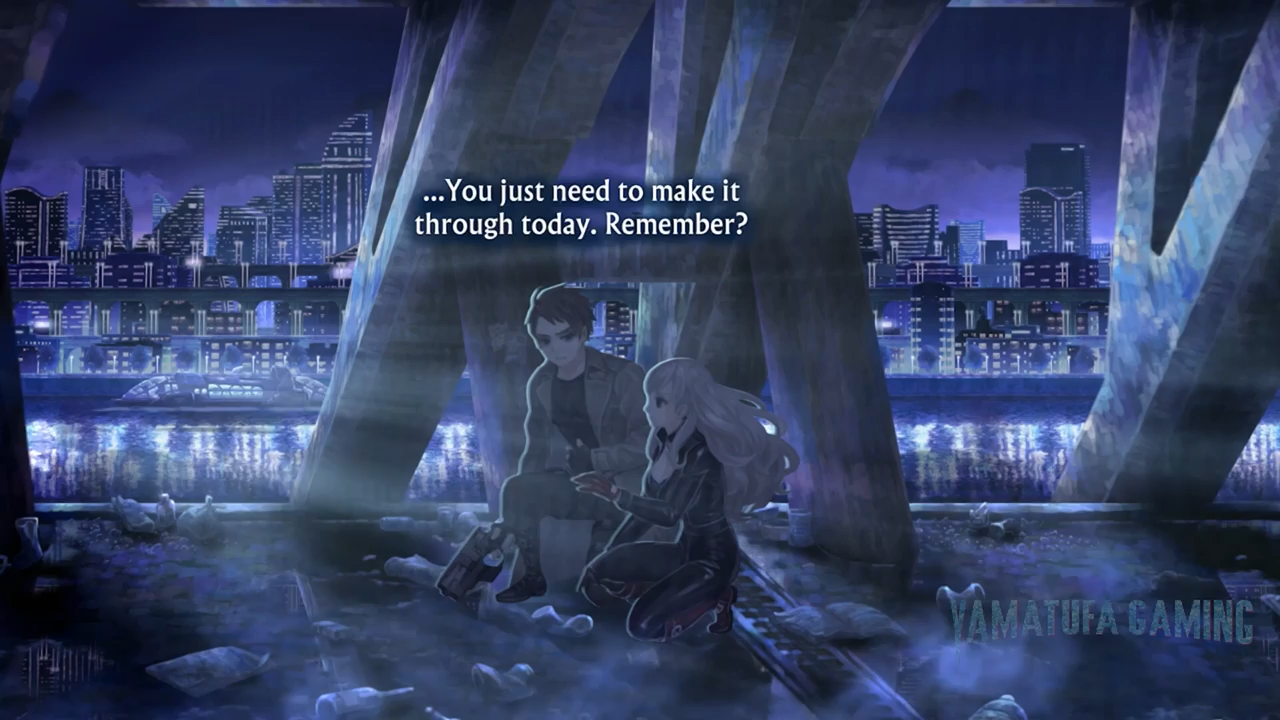 ...You just need to make it
through today. Remember?
YAMATUFA GAMING